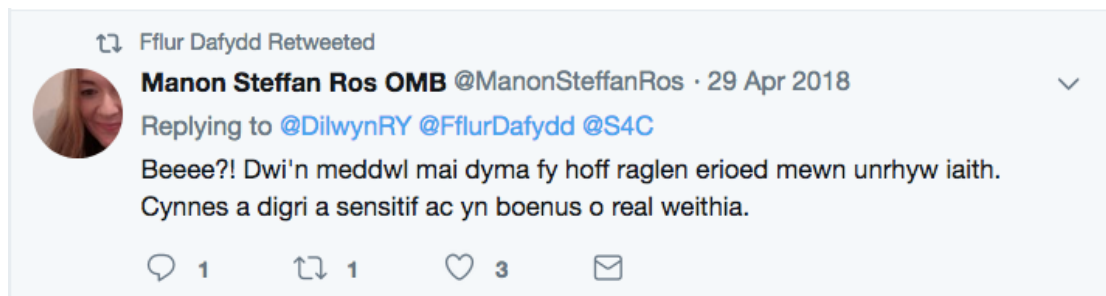 Fflur Dafydd Retweeted
Manon Steffan Ros OMB @ManonSteffanRos · 29 Apr 2018
Replying to @DilwynRY @FflurDafydd @S4C
Beeee?! Dwi'n meddwl mai dyma fy hoff raglen erioed mewn unrhyw iaith.
Cynnes a digri a sensitif ac yn boenus o real weithia.
1 1 3